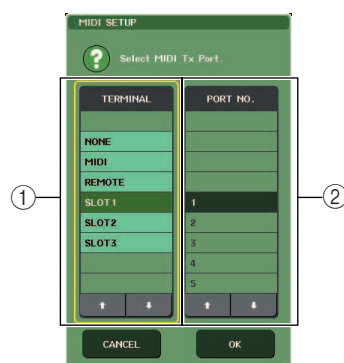 MIDI SETUP
?
Select MIDI Tx Port.
TERMINAL
PORT NO.
NONE
MIDI
REMOTE
SLOT1
1
SLOT2
2
SLOT3
3
4
5
CANCEL
OK
①
②